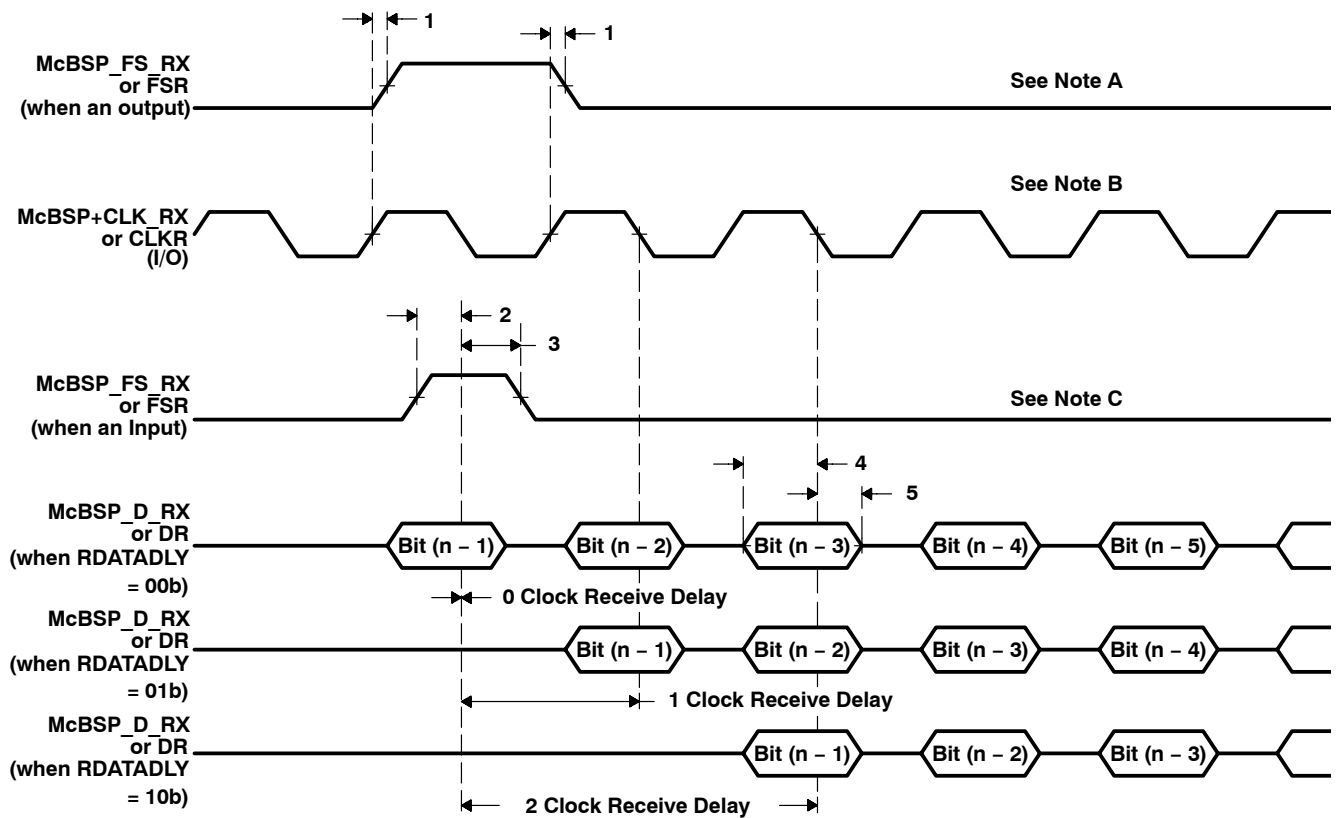 1
1
McBSP_FS_RX
or FSR
(when an output)
See Note A
See Note B
McBSP+CLK_RX
or CLKR
(I/O)
2
3
McBSP_FS_RX
or FSR
(when an Input)
See Note C
4
5
McBSP_D_RX
or DR
(when RDATADLY
= 00b)
Bit (n − 1)
Bit (n − 2)
Bit (n − 3)
Bit (n − 4)
Bit (n − 5)
0 Clock Receive Delay
McBSP_D_RX
or DR
(when RDATADLY
= 01b)
Bit (n − 1)
Bit (n − 2)
Bit (n − 3)
Bit (n − 4)
1 Clock Receive Delay
McBSP_D_RX
or DR
(when RDATADLY
= 10b)
Bit (n − 1)
Bit (n − 2)
Bit (n − 3)
2 Clock Receive Delay